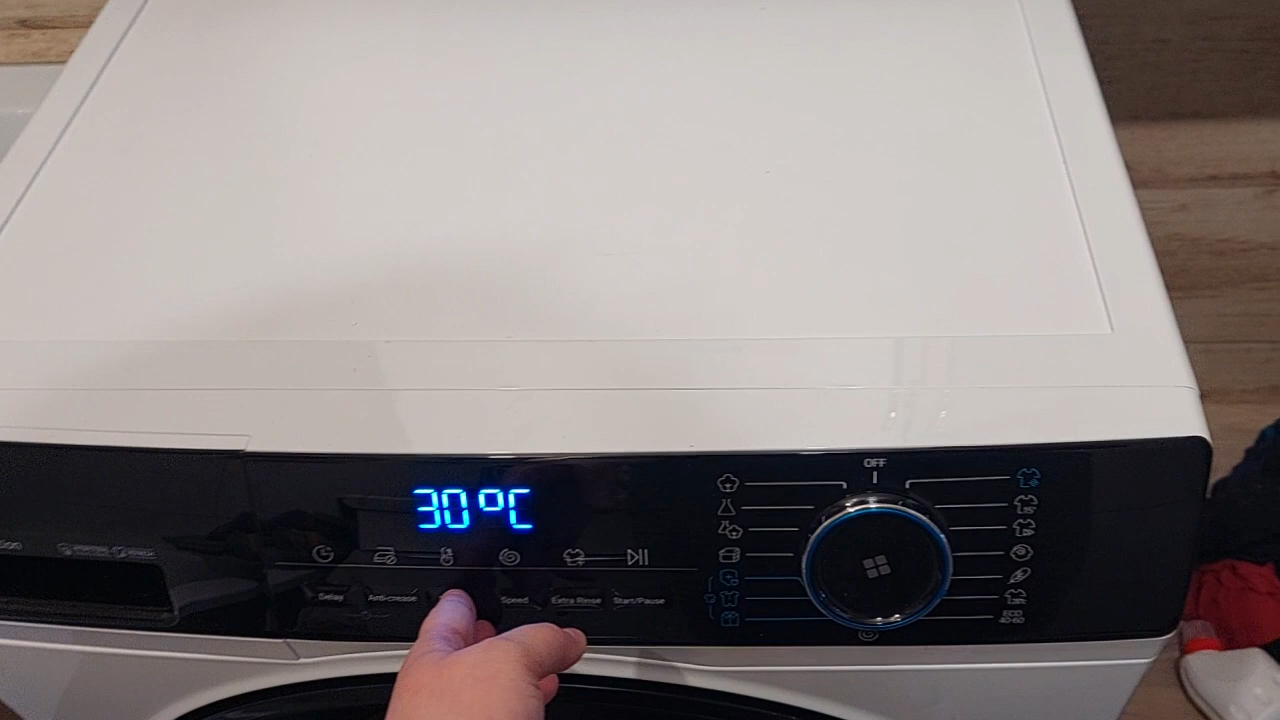 OFF
30°C
Delay
Anti-crease
Speed
Extra Rinse
Start/Pause
ECO
40-60